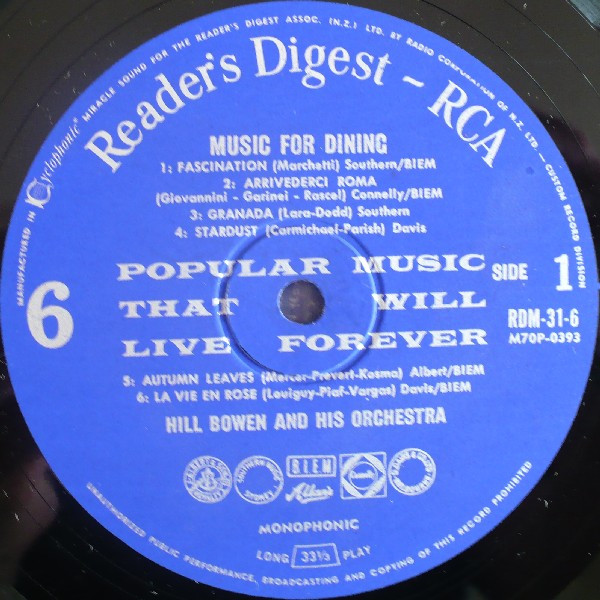 MANUFACTURED IN Cyclophonic MIRACLE SOUND FOR THE READER'S DIGEST ASSOC. (N.Z.) LTD. BY RADIO CORPORATION OF N.Z. LTD. — CUSTOM RECORD DIVISION
Reader's Digest ~ RCA
MUSIC FOR DINING
1: FASCINATION (Marchetti) Southern/BIEM
2: ARRIVEDERCI ROMA
(Giovannini - Garinei - Rascel) Connelly/BIEM
3: GRANADA (Lara-Dodd) Southern
4: STARDUST (Carmichael-Parish) Davis
POPULAR MUSIC
THAT WILL
LIVE FOREVER
6
SIDE 1
RDM-31-6
M70P-0393
5: AUTUMN LEAVES (Mercer-Prevert-Kosma) Albert/BIEM
6: LA VIE EN ROSE (Louiguy-Piaf-Vargas) Davis/BIEM
HILL BOWEN AND HIS ORCHESTRA
SOUTHERN MUSIC SYDNEY
BIEM
MONOPHONIC
LONG 33⅓ PLAY
UNAUTHORIZED PUBLIC PERFORMANCE, BROADCASTING, AND COPYING OF THIS RECORD PROHIBITED